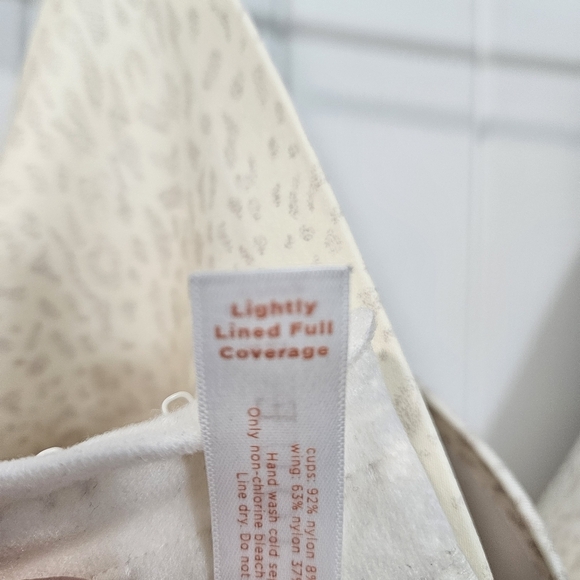 Lightly
Lined Full
Coverage
cups: 92% nylon 8%
wing: 63% nylon 37%
Hand wash cold
Only non-chlorine bleach
Line dry. Do not